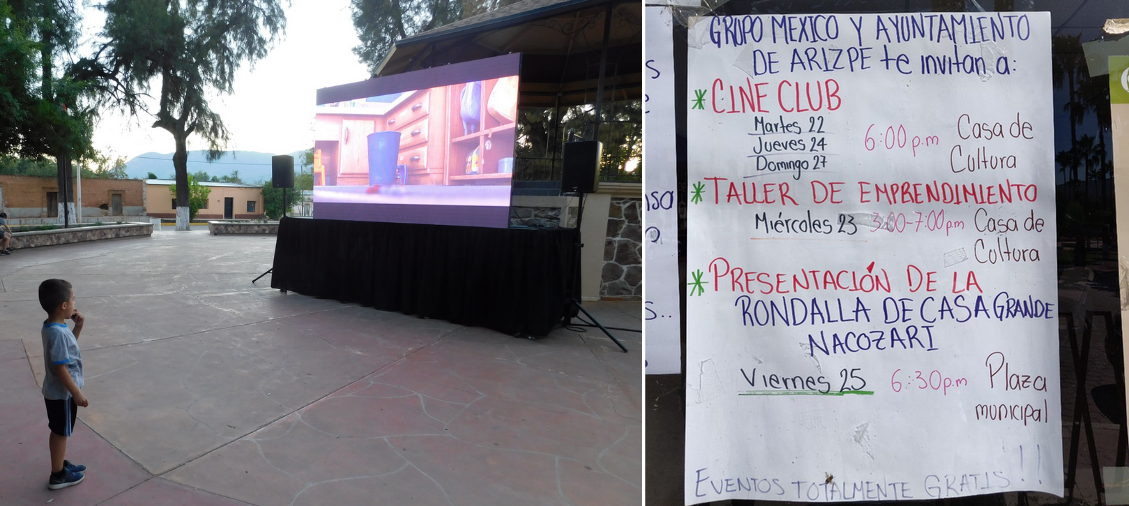 GRUPO MEXICO Y AYUNTAMIENTO
DE ARIZPE te invitan a:
* CINE CLUB
Martes 22
Jueves 24
Domingo 27
6:00 p.m
Casa de
Cultura
* TALLER DE EMPRENDIMIENTO
Miércoles 23 3:00-7:00pm Casa de
Cultura
* PRESENTACIÓN DE LA
RONDALLA DE CASA GRANDE
NACOZARI
Viernes 25 6:30pm Plaza
municipal
EVENTOS TOTALMENTE GRATIS!!!